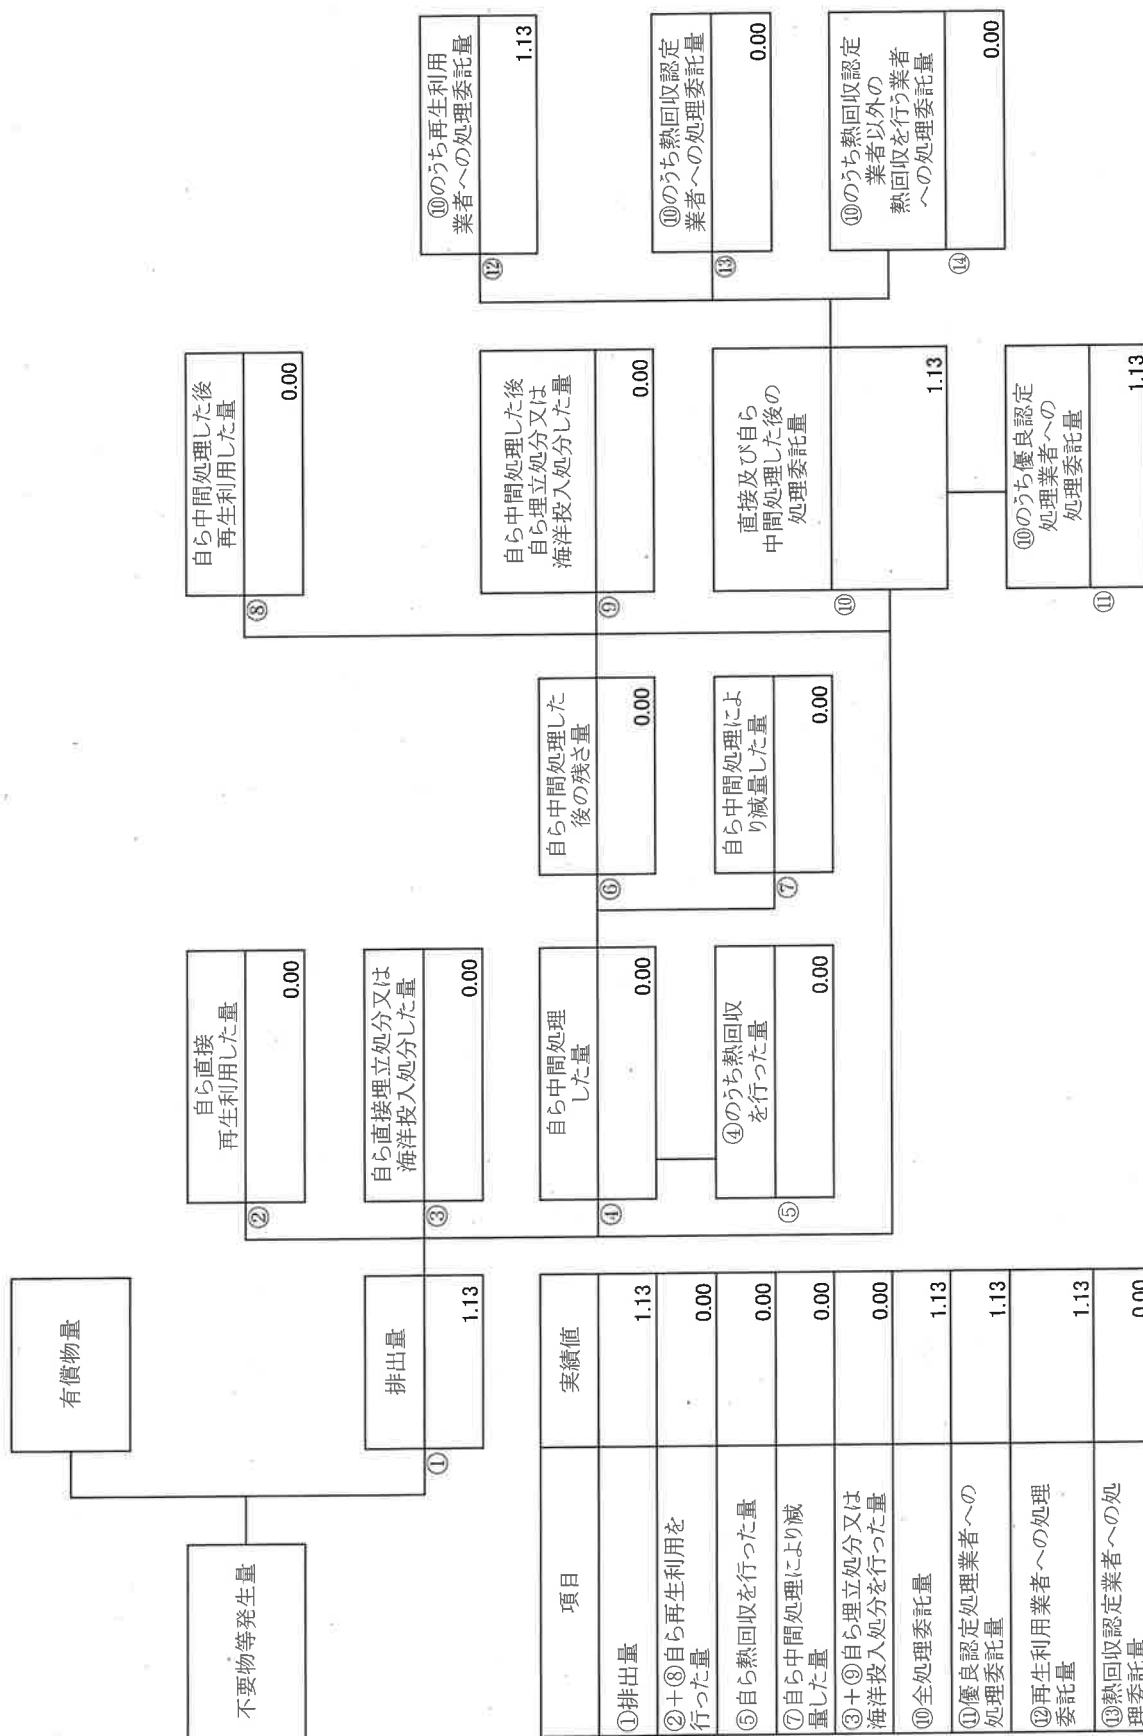 不要物等発生量
有償物量
排出量
①
1.13
自ら直接
再生利用した量
②
0.00
自ら直接埋立処分又は
海洋投入処分した量
③
0.00
自ら中間処理
した量
④
0.00
④のうち熱回収
を行った量
⑤
0.00
自ら中間処理した
後の残さ量
⑥
0.00
自ら中間処理によ
り減量した量
⑦
0.00
自ら中間処理した後
再生利用した量
⑧
0.00
自ら中間処理した後
自ら埋立処分又は
海洋投入処分した量
⑨
0.00
直接及び自ら
中間処理した後の
処理委託量
⑩
1.13
⑩のうち優良認定
処理業者への
処理委託量
⑪
1.13
⑩のうち再生利用
業者への処理委託量
⑫
1.13
⑩のうち熱回収認定
業者への処理委託量
⑬
0.00
⑩のうち熱回収認定
業者以外の
熱回収を行う業者
への処理委託量
⑭
0.00
項目 実績値
①排出量 1.13
②+⑧自ら再生利用を
行った量 0.00
⑤自ら熱回収を行った量 0.00
⑦自ら中間処理により減
量した量 0.00
③+⑨自ら埋立処分又は
海洋投入処分を行った量 0.00
⑩全処理委託量 1.13
⑪優良認定処理業者への
処理委託量 1.13
⑫再生利用業者への処理
委託量 1.13
⑬熱回収認定業者への処
理委託量 0.00